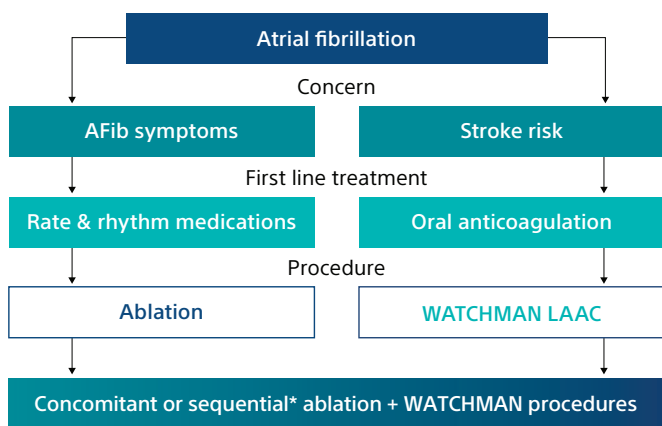 Atrial fibrillation
Concern
AFib symptoms
Stroke risk
First line treatment
Rate & rhythm medications
Oral anticoagulation
Procedure
Ablation
WATCHMAN LAAC
Concomitant or sequential* ablation + WATCHMAN procedures